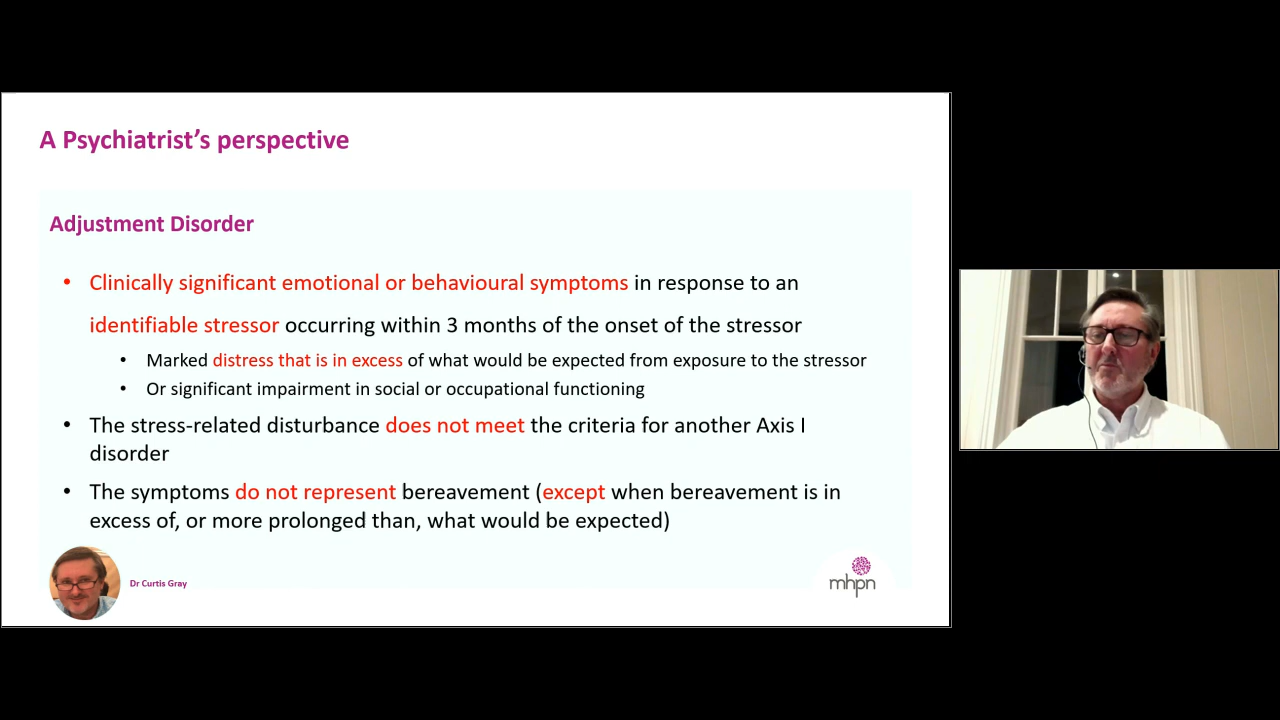 A Psychiatrist's perspective
Adjustment Disorder
• Clinically significant emotional or behavioural symptoms in response to an
identifiable stressor occurring within 3 months of the onset of the stressor
• Marked distress that is in excess of what would be expected from exposure to the stressor
• Or significant impairment in social or occupational functioning
• The stress-related disturbance does not meet the criteria for another Axis I
disorder
• The symptoms do not represent bereavement (except when bereavement is in
excess of, or more prolonged than, what would be expected)
Dr Curtis Gray
mhpn